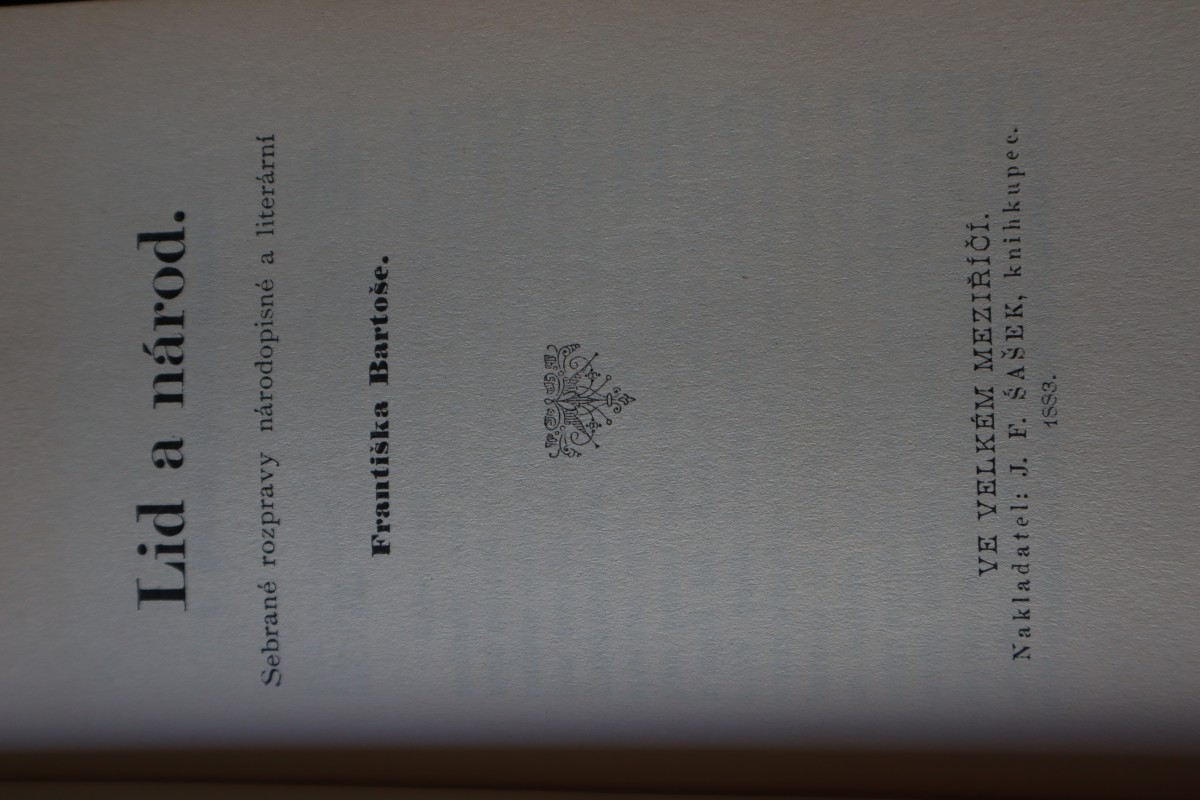 Lid a národ.
Sebrané rozpravy národopisné a literární
Františka Bartoše.
VE VELKÉM MEZIŘÍČÍ.
Nakladatel: J. F. ŠAŠEK, knihkupec.
1883.